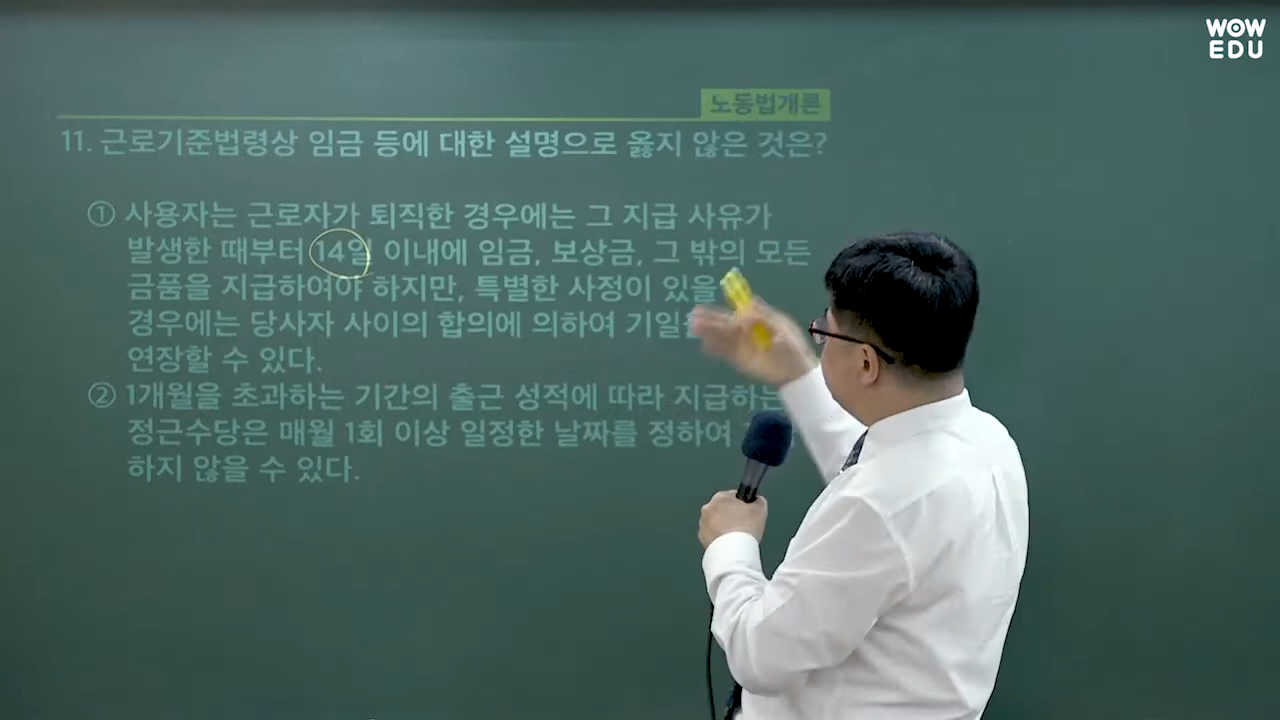 WOW
EDU
노동법개론
11. 근로기준법령상 임금 등에 대한 설명으로 옳지 않은 것은?
① 사용자는 근로자가 퇴직한 경우에는 그 지급 사유가
발생한 때부터 14일 이내에 임금, 보상금, 그 밖의 모든
금품을 지급하여야 하지만, 특별한 사정이 있을
경우에는 당사자 사이의 합의에 의하여 기일을
연장할 수 있다.
② 1개월을 초과하는 기간의 출근 성적에 따라 지급하는
정근수당은 매월 1회 이상 일정한 날짜를 정하여
하지 않을 수 있다.